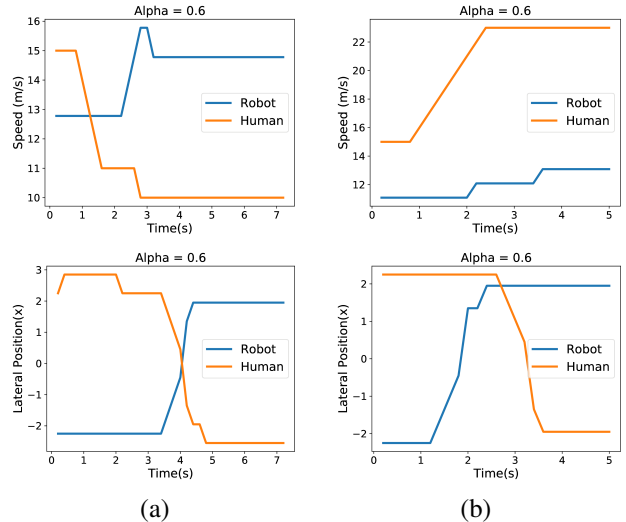 Alpha = 0.6
16
15
14
13
12
11
10
Speed (m/s)
Robot
Human
0 1 2 3 4 5 6 7
Time(s)
Alpha = 0.6
22
20
18
16
14
12
Speed (m/s)
Robot
Human
0 1 2 3 4 5
Time(s)
Alpha = 0.6
3
2
1
0
−1
−2
Lateral Position(x)
Robot
Human
0 1 2 3 4 5 6 7
Time(s)
(a)
Alpha = 0.6
2
1
0
−1
−2
Lateral Position(x)
Robot
Human
0 1 2 3 4 5
Time(s)
(b)